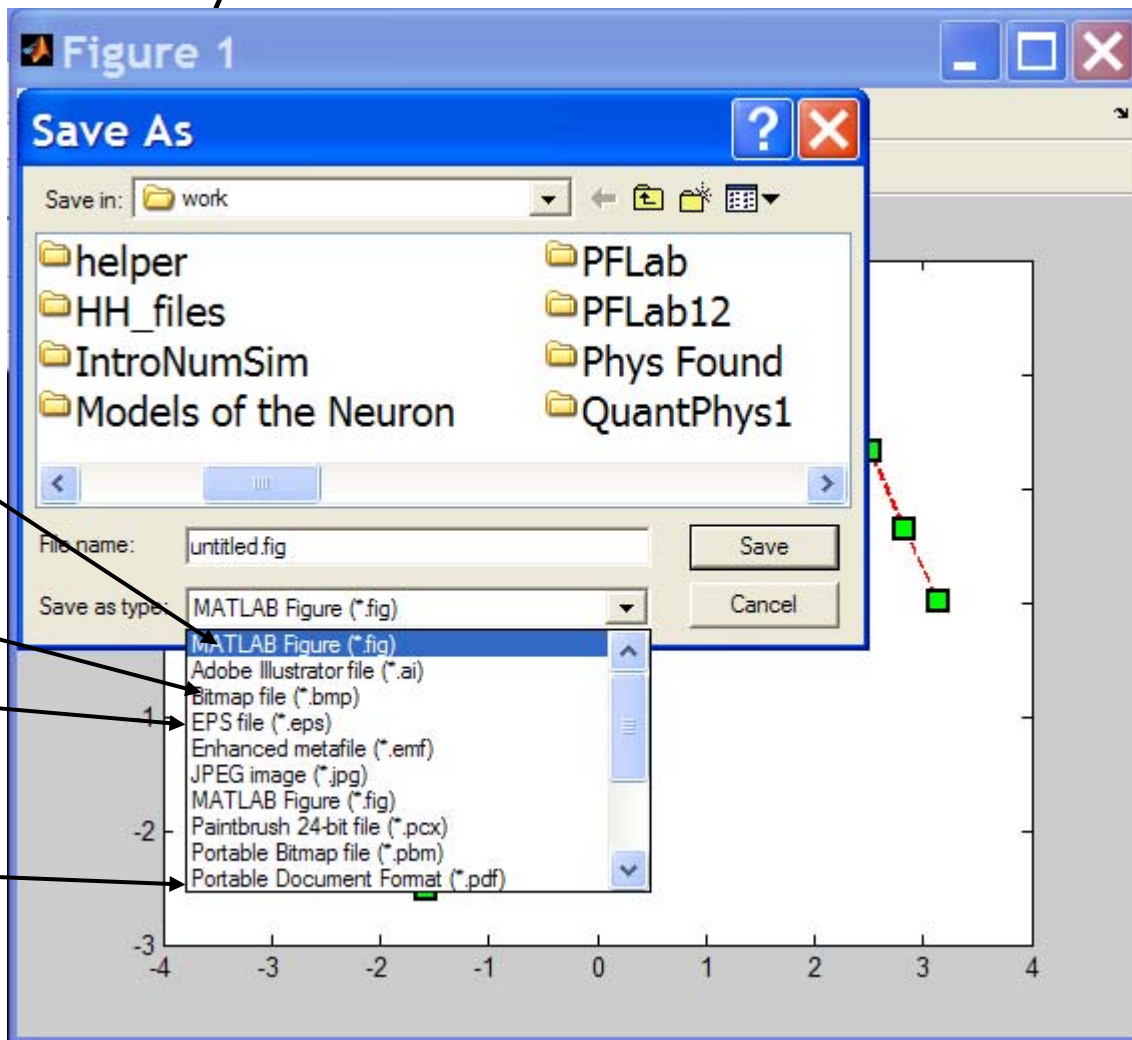 Figure 1
Save As
Save in: work
helper PFLab
HH_files PFLab12
IntroNumSim Phys Found
Models of the Neuron QuantPhys1
File name: untitled.fig Save
Save as type: MATLAB Figure (*.fig) Cancel
MATLAB Figure (*.fig)
Adobe Illustrator file (*.ai)
Bitmap file (*.bmp)
-1 EPS file (*.eps)
Enhanced metafile (*.emf)
JPEG image (*.jpg)
MATLAB Figure (*.fig)
-2 Paintbrush 24-bit file (*.pcx)
Portable Bitmap file (*.pbm)
Portable Document Format (*.pdf)
-3
-4 -3 -2 -1 0 1 2 3 4